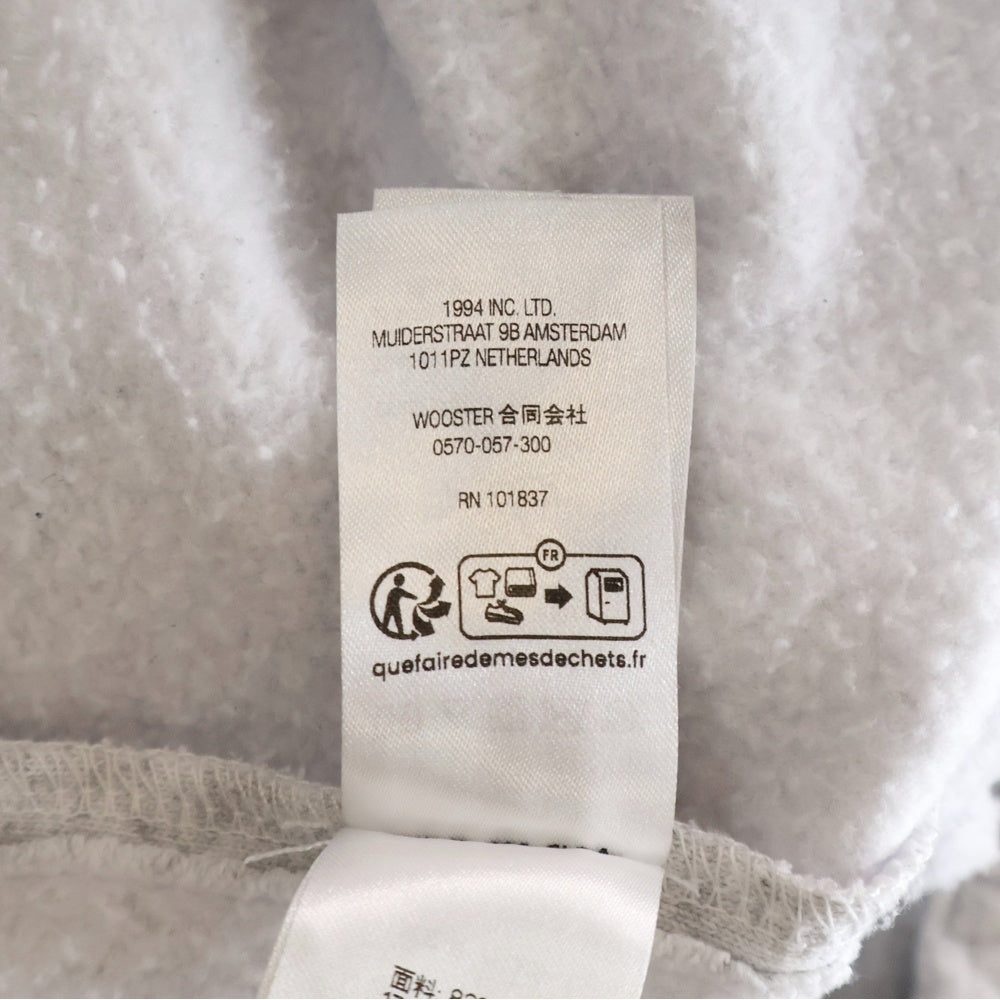 1994 INC. LTD.
MUIDERSTRAAT 9B AMSTERDAM
1011PZ NETHERLANDS
WOOSTER 合同会社
0570-057-300
RN 101837
FR
quefairedemesdechets.fr
面料: